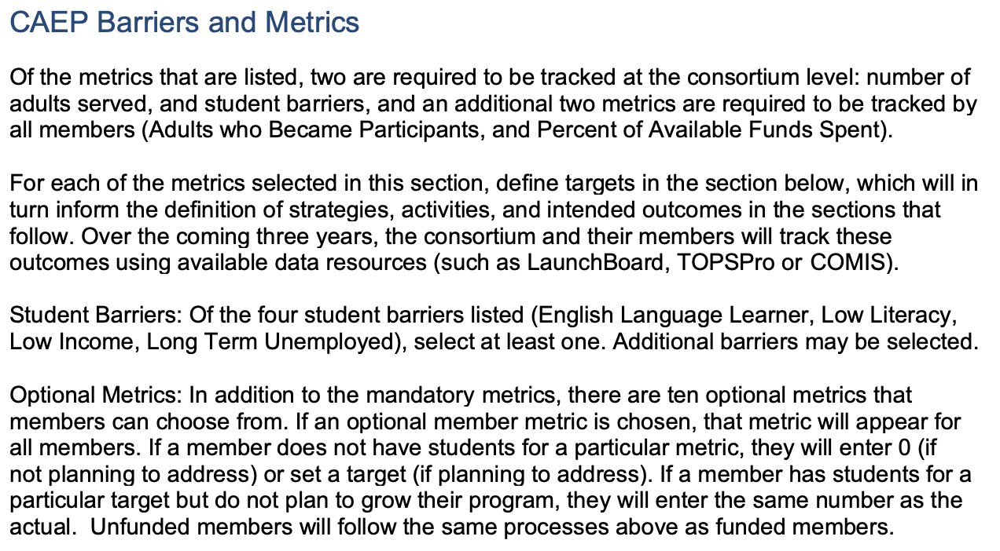 CAEP Barriers and Metrics
Of the metrics that are listed, two are required to be tracked at the consortium level: number of
adults served, and student barriers, and an additional two metrics are required to be tracked by
all members (Adults who Became Participants, and Percent of Available Funds Spent).
For each of the metrics selected in this section, define targets in the section below, which will in
turn inform the definition of strategies, activities, and intended outcomes in the sections that
follow. Over the coming three years, the consortium and their members will track these
outcomes using available data resources (such as LaunchBoard, TOPSPro or COMIS).
Student Barriers: Of the four student barriers listed (English Language Learner, Low Literacy,
Low Income, Long Term Unemployed), select at least one. Additional barriers may be selected.
Optional Metrics: In addition to the mandatory metrics, there are ten optional metrics that
members can choose from. If an optional member metric is chosen, that metric will appear for
all members. If a member does not have students for a particular metric, they will enter 0 (if
not planning to address) or set a target (if planning to address). If a member has students for a
particular target but do not plan to grow their program, they will enter the same number as the
actual.  Unfunded members will follow the same processes above as funded members.